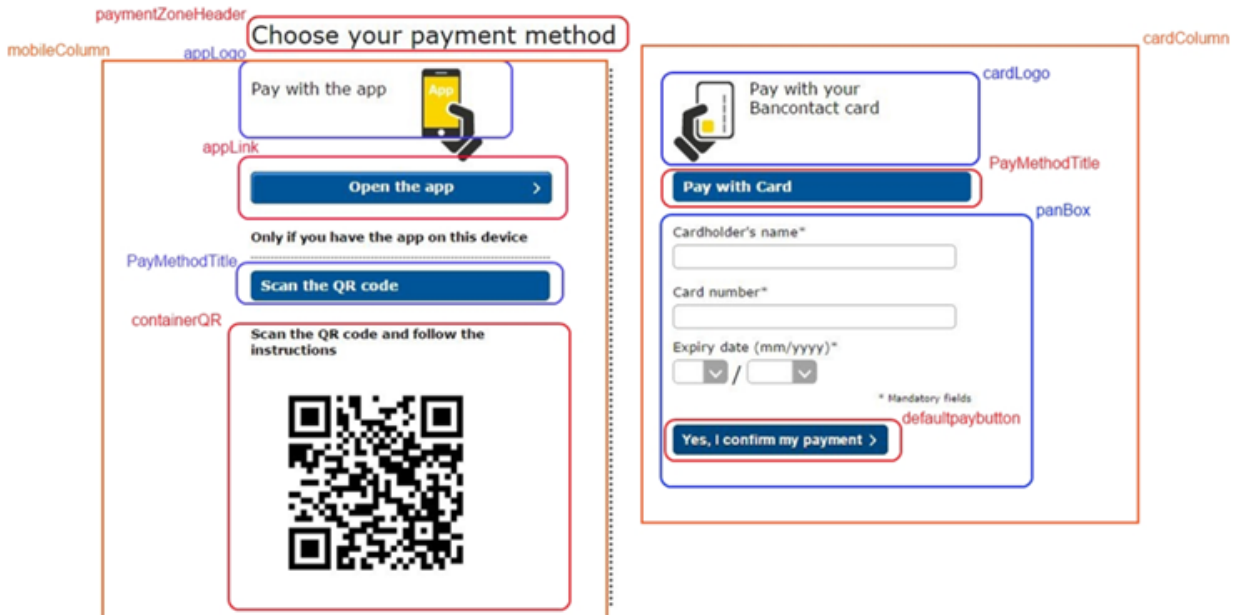 paymentZoneHeader
Choose your payment method
mobileColumn
appLogo
Pay with the app
App
appLink
Open the app >
Only if you have the app on this device
PayMethodTitle
Scan the QR code
containerQR
Scan the QR code and follow the
instructions
cardColumn
cardLogo
Pay with your
Bancontact card
PayMethodTitle
Pay with Card
panBox
Cardholder's name*
Card number*
Expiry date (mm/yyyy)*
/
* Mandatory fields
defaultpaybutton
Yes, I confirm my payment >